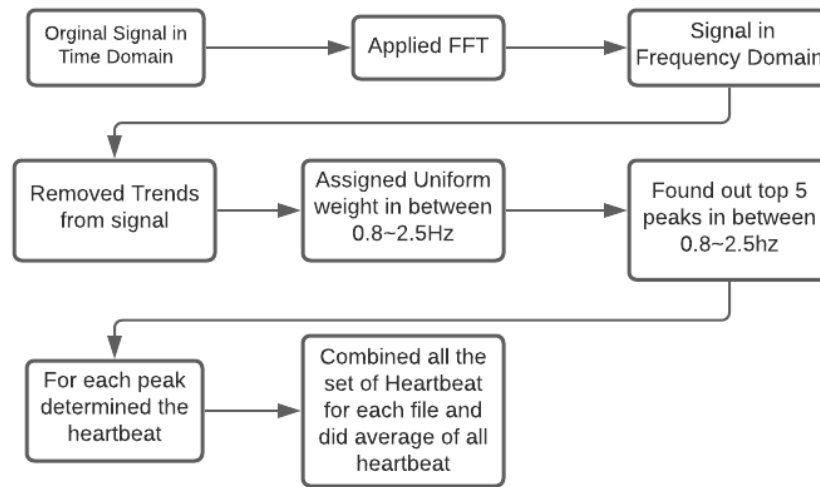 Orginal Signal in
Time Domain
Applied FFT
Signal in
Frequency Domain
Removed Trends
from signal
Assigned Uniform
weight in between
0.8~2.5Hz
Found out top 5
peaks in between
0.8~2.5hz
For each peak
determined the
heartbeat
Combined all the
set of Heartbeat
for each file and
did average of all
heartbeat